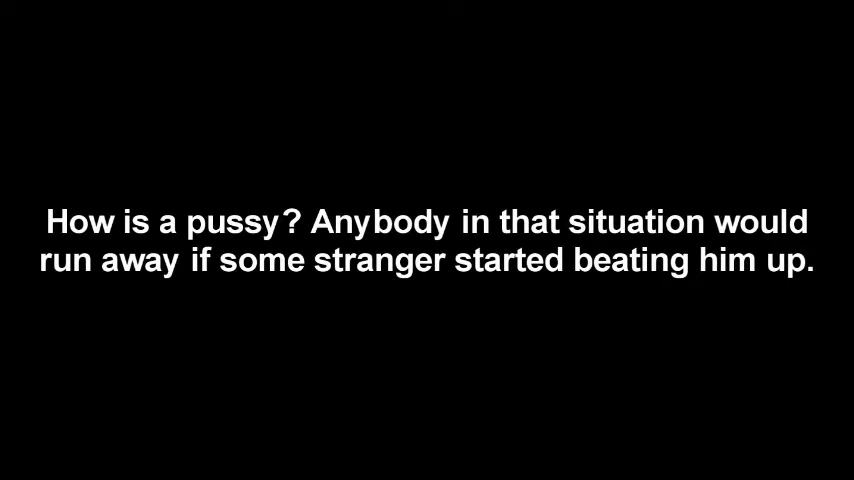 How is a pussy? Anybody in that situation would
run away if some stranger started beating him up.